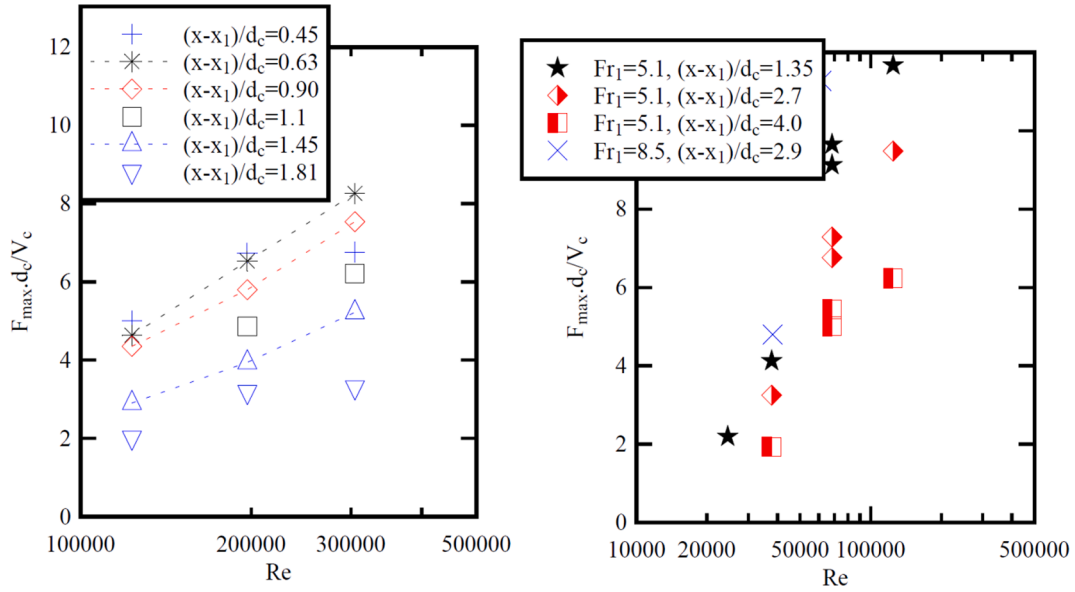 (x-x1)/dc=0.45
(x-x1)/dc=0.63
(x-x1)/dc=0.90
(x-x1)/dc=1.1
(x-x1)/dc=1.45
(x-x1)/dc=1.81
12
10
8
6
4
2
0
Fmax.dc/Vc
100000 200000 300000 500000
Re
Fr1=5.1, (x-x1)/dc=1.35
Fr1=5.1, (x-x1)/dc=2.7
Fr1=5.1, (x-x1)/dc=4.0
Fr1=8.5, (x-x1)/dc=2.9
8
6
4
2
0
Fmax.dc/Vc
10000 20000 50000 100000 500000
Re